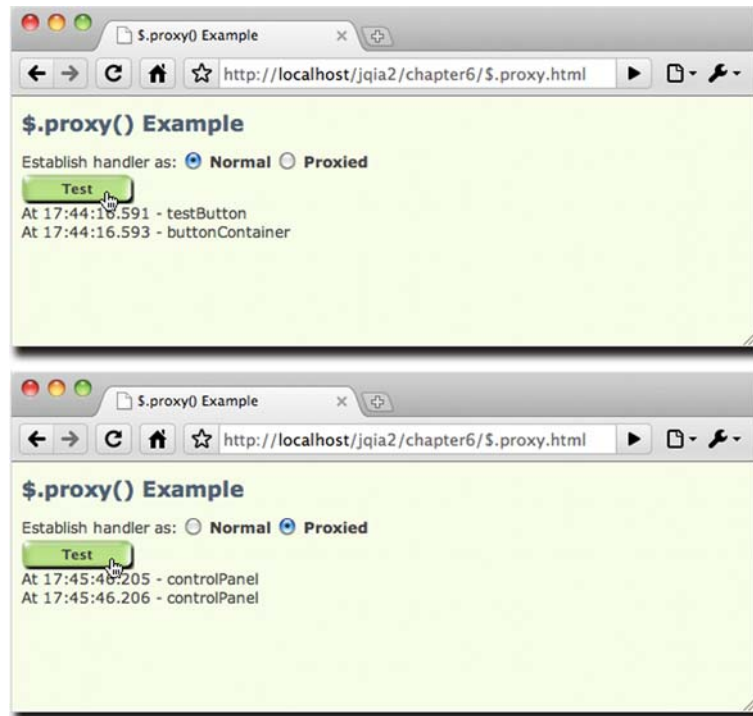 $.proxy() Example
http://localhost/jqia2/chapter6/$.proxy.html
$.proxy() Example
Establish handler as: Normal Proxied
Test
At 17:44:16.591 - testButton
At 17:44:16.593 - buttonContainer
$.proxy() Example
http://localhost/jqia2/chapter6/$.proxy.html
$.proxy() Example
Establish handler as: Normal Proxied
Test
At 17:45:46.205 - controlPanel
At 17:45:46.206 - controlPanel